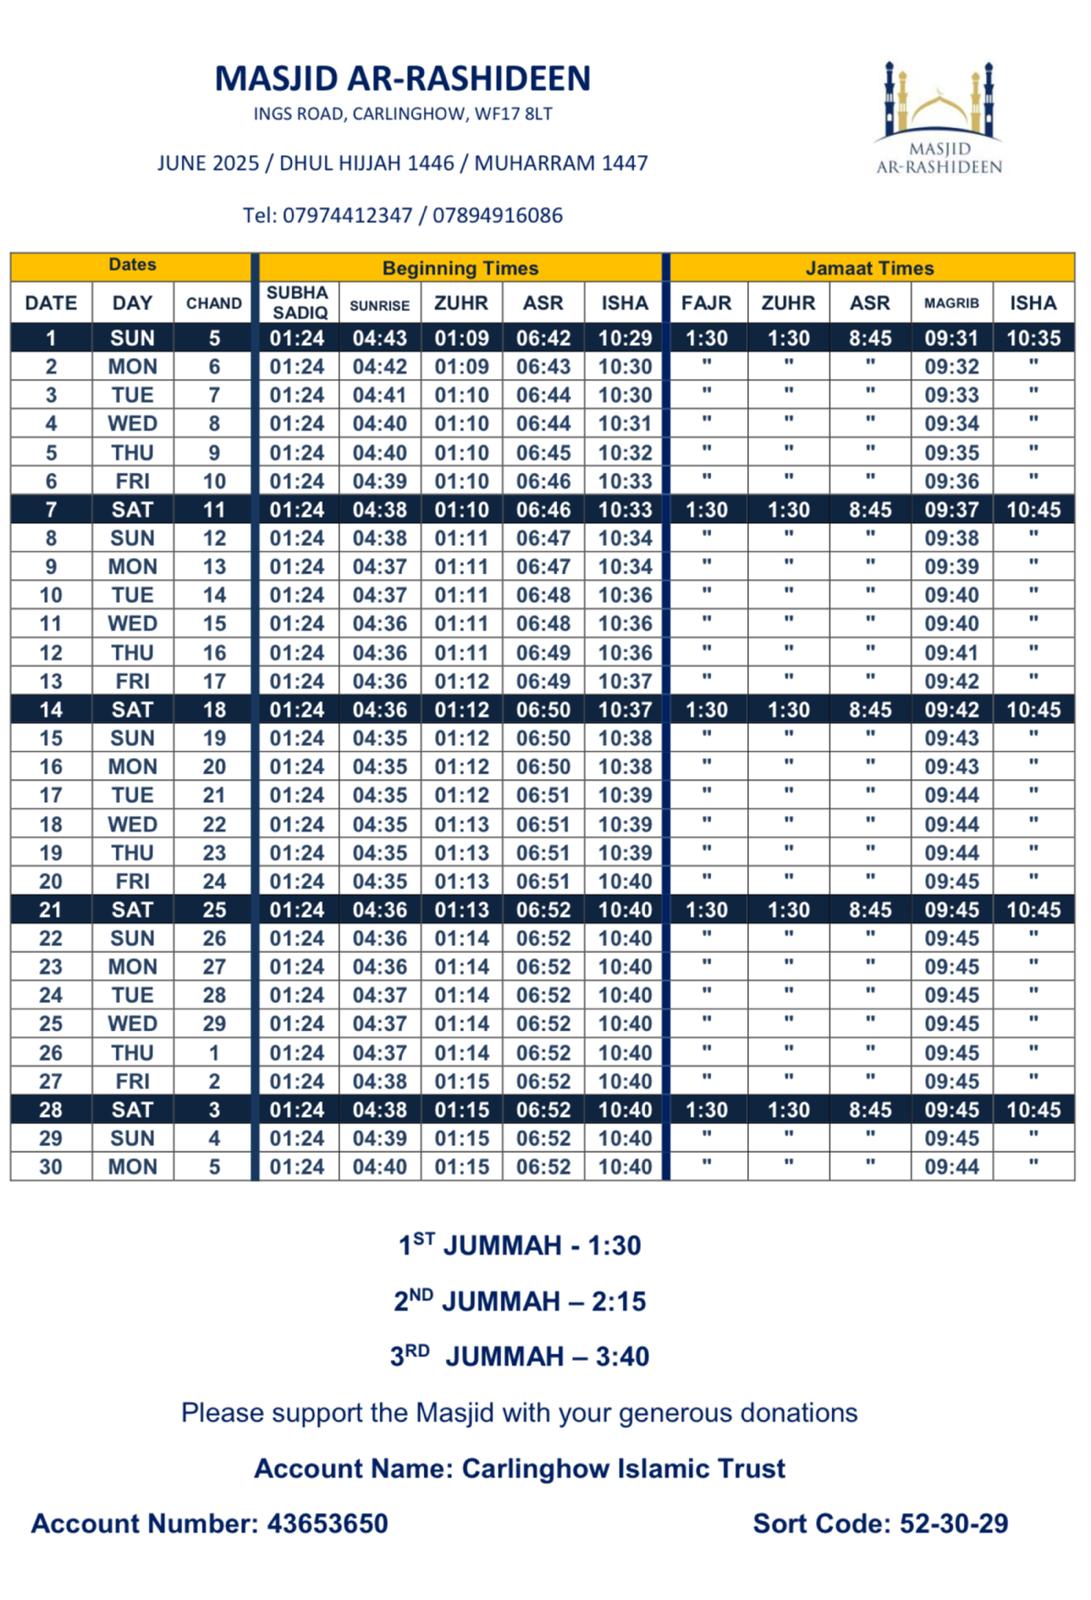 MASJID AR-RASHIDEEN
INGS ROAD, CARLINGHOW, WF17 8LT
JUNE 2025 / DHUL HIJJAH 1446 / MUHARRAM 1447
Tel: 07974412347 / 07894916086
MASJID
AR-RASHIDEEN
Dates Beginning Times Jamaat Times
DATE DAY CHAND SUBHA SADIQ SUNRISE ZUHR ASR ISHA FAJR ZUHR ASR MAGRIB ISHA
1 SUN 5 01:24 04:43 01:09 06:42 10:29 1:30 1:30 8:45 09:31 10:35
2 MON 6 01:24 04:42 01:09 06:43 10:30 " " " 09:32 "
3 TUE 7 01:24 04:41 01:10 06:44 10:30 " " " 09:33 "
4 WED 8 01:24 04:40 01:10 06:44 10:31 " " " 09:34 "
5 THU 9 01:24 04:40 01:10 06:45 10:32 " " " 09:35 "
6 FRI 10 01:24 04:39 01:10 06:46 10:33 " " " 09:36 "
7 SAT 11 01:24 04:38 01:10 06:46 10:33 1:30 1:30 8:45 09:37 10:45
8 SUN 12 01:24 04:38 01:11 06:47 10:34 " " " 09:38 "
9 MON 13 01:24 04:37 01:11 06:47 10:34 " " " 09:39 "
10 TUE 14 01:24 04:37 01:11 06:48 10:36 " " " 09:40 "
11 WED 15 01:24 04:36 01:11 06:48 10:36 " " " 09:40 "
12 THU 16 01:24 04:36 01:11 06:49 10:36 " " " 09:41 "
13 FRI 17 01:24 04:36 01:12 06:49 10:37 " " " 09:42 "
14 SAT 18 01:24 04:36 01:12 06:50 10:37 1:30 1:30 8:45 09:42 10:45
15 SUN 19 01:24 04:35 01:12 06:50 10:38 " " " 09:43 "
16 MON 20 01:24 04:35 01:12 06:50 10:38 " " " 09:43 "
17 TUE 21 01:24 04:35 01:12 06:51 10:39 " " " 09:44 "
18 WED 22 01:24 04:35 01:13 06:51 10:39 " " " 09:44 "
19 THU 23 01:24 04:35 01:13 06:51 10:39 " " " 09:44 "
20 FRI 24 01:24 04:35 01:13 06:51 10:40 " " " 09:45 "
21 SAT 25 01:24 04:36 01:13 06:52 10:40 1:30 1:30 8:45 09:45 10:45
22 SUN 26 01:24 04:36 01:14 06:52 10:40 " " " 09:45 "
23 MON 27 01:24 04:36 01:14 06:52 10:40 " " " 09:45 "
24 TUE 28 01:24 04:37 01:14 06:52 10:40 " " " 09:45 "
25 WED 29 01:24 04:37 01:14 06:52 10:40 " " " 09:45 "
26 THU 1 01:24 04:37 01:14 06:52 10:40 " " " 09:45 "
27 FRI 2 01:24 04:38 01:15 06:52 10:40 " " " 09:45 "
28 SAT 3 01:24 04:38 01:15 06:52 10:40 1:30 1:30 8:45 09:45 10:45
29 SUN 4 01:24 04:39 01:15 06:52 10:40 " " " 09:45 "
30 MON 5 01:24 04:40 01:15 06:52 10:40 " " " 09:44 "
1ST JUMMAH - 1:30
2ND JUMMAH – 2:15
3RD JUMMAH – 3:40
Please support the Masjid with your generous donations
Account Name: Carlinghow Islamic Trust
Account Number: 43653650 Sort Code: 52-30-29